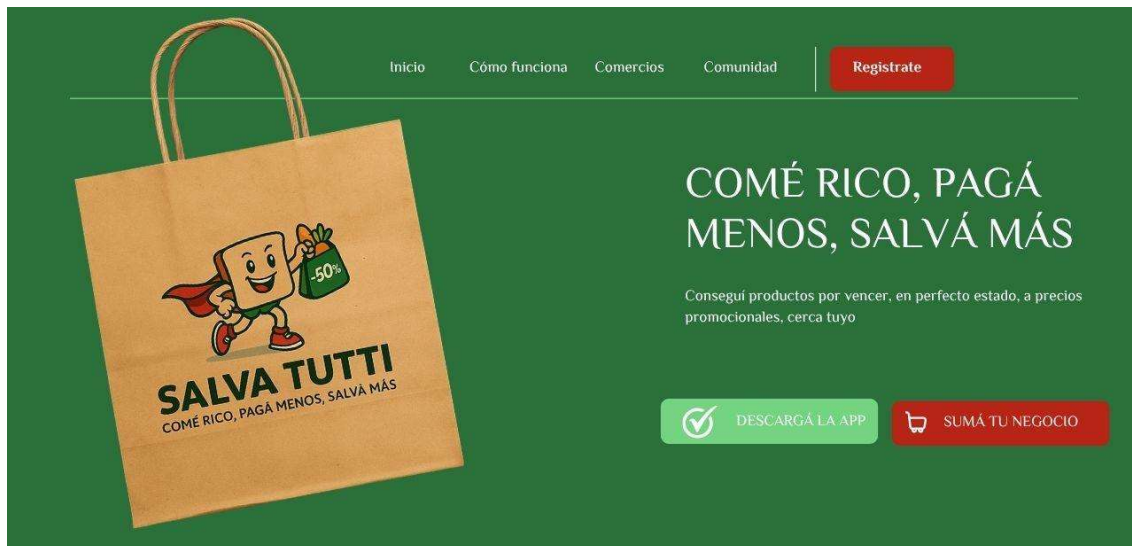 Inicio Cómo funciona Comercios Comunidad Registrate
COMÉ RICO, PAGÁ
MENOS, SALVÁ MÁS
Conseguí productos por vencer, en perfecto estado, a precios
promocionales, cerca tuyo
DESCARGÁ LA APP SUMÁ TU NEGOCIO
-50%
SALVA TUTTI
COMÉ RICO, PAGÁ MENOS, SALVÁ MÁS